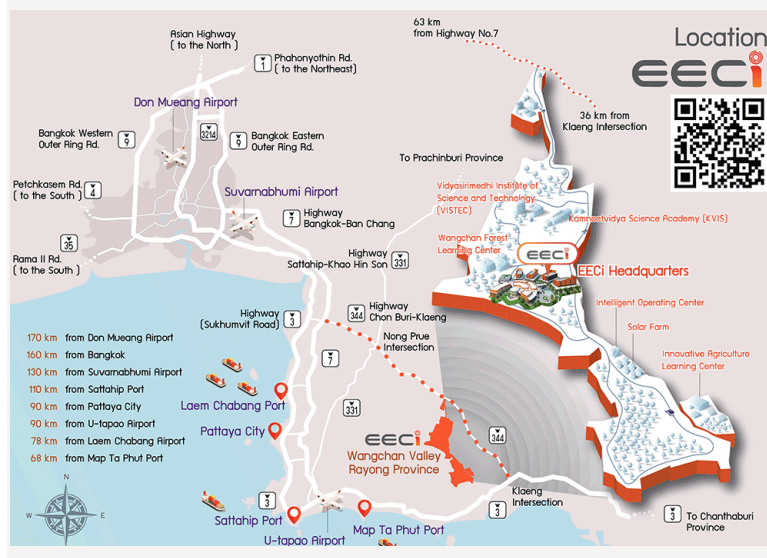 63 km
from Highway No.7
Location
EECi
Asian Highway
( to the North )
1
Phahonyothin Rd.
( to the Northeast)
Don Mueang Airport
36 km from
Klaeng Intersection
Bangkok Western
Outer Ring Rd.
9
3214
9
Bangkok Eastern
Outer Ring Rd.
To Prachinburi Province
Petchkasem Rd.
( to the South )
4
Suvarnabhumi Airport
Vidyasirimedhi Institute of
Science and Technology
(VISTEC)
7
Highway
Bangkok-Ban Chang
Kamnoetvidya Science Academy (KVIS)
35
Rama II Rd.
( to the South )
Wangchan Forest
Learning Center
EECi
EECi Headquarters
Highway
Sattahip-Khao Hin Son
331
Intelligent Operating Center
Highway
(Sukhumvit Road)
3
344
Highway
Chon Buri-Klaeng
Solar Farm
Nong Prue
Intersection
Innovative Agriculture
Learning Center
7
170 km from Don Mueang Airport
160 km from Bangkok
130 km from Suvarnabhumi Airport
110 km from Sattahip Port
90 km from Pattaya City
90 km from U-tapao Airport
78 km from Laem Chabang Airport
68 km from Map Ta Phut Port
Laem Chabang Port
331
Pattaya City
EECi
Wangchan Valley
Rayong Province
344
N
W
E
S
3
Klaeng
Intersection
3
Sattahip Port
U-tapao Airport
Map Ta Phut Port
3
To Chanthaburi
Province